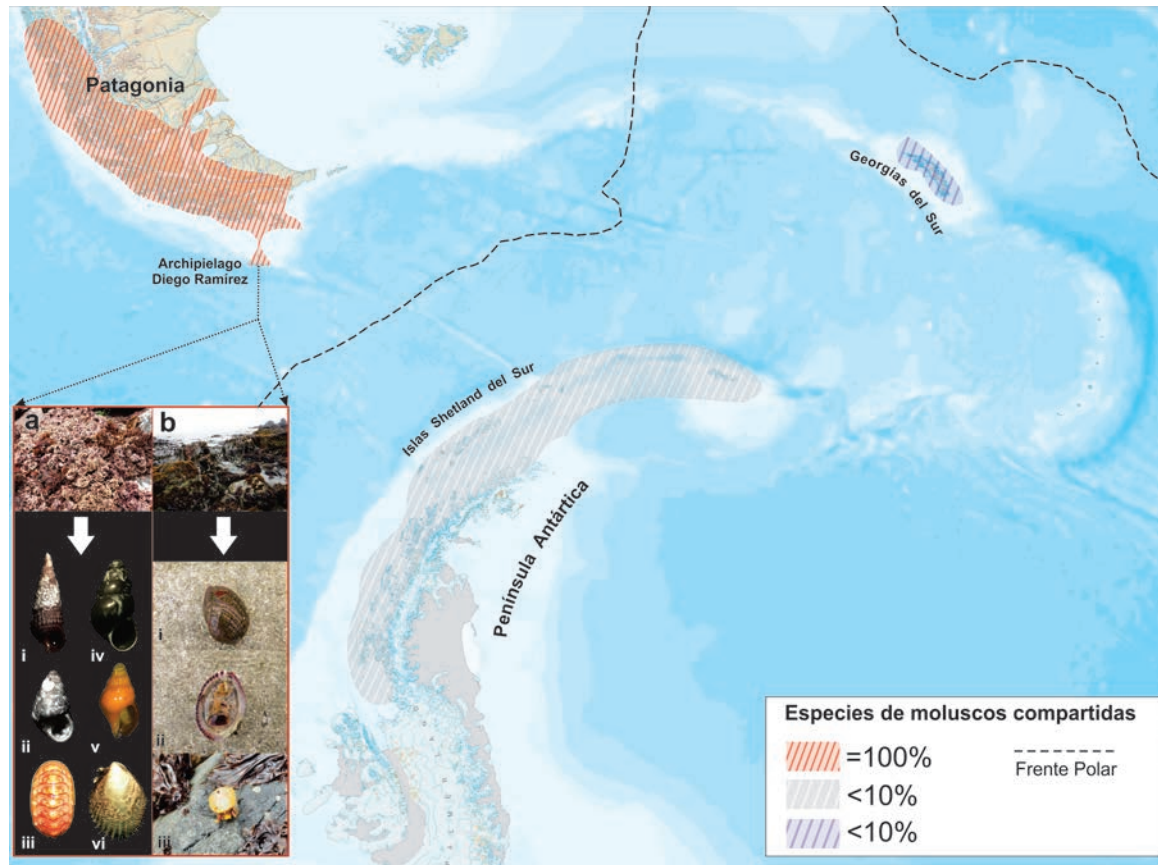 Patagonia
Georgias del Sur
Archipielago
Diego Ramírez
Islas Shetland del Sur
Península Antártica
a
b
i
iv
ii
v
iii
vi
i
ii
iii
Especies de moluscos compartidas
=100%
<10%
<10%
Frente Polar